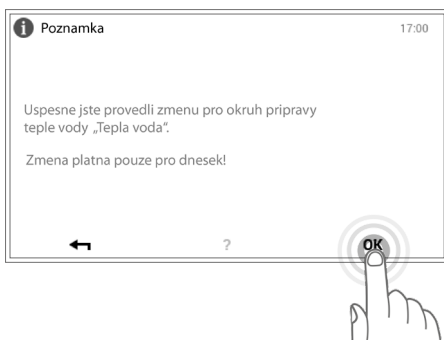 i Poznamka 17:00
Uspesne jste provedli zmenu pro okruh pripravy
teple vody „Tepla voda“.
Zmena platna pouze pro dnesek!
? OK